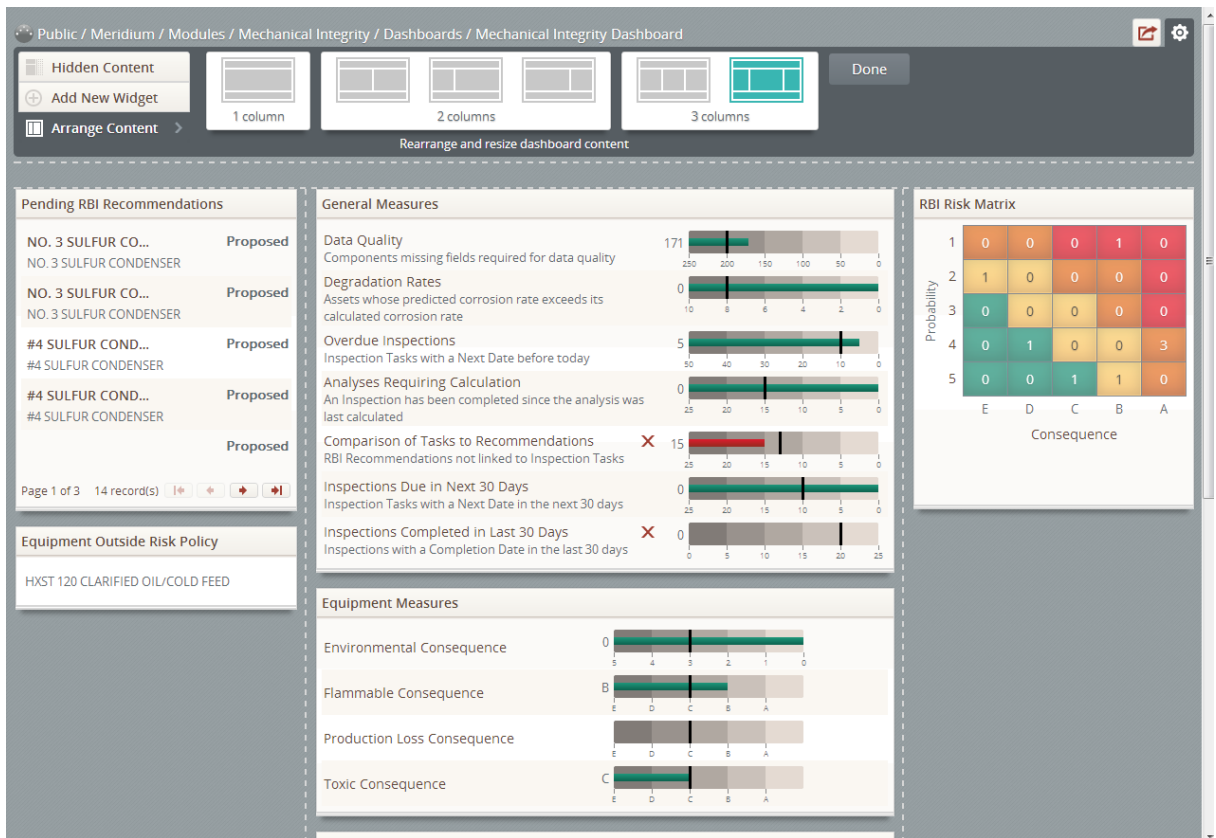 Public / Meridium / Modules / Mechanical Integrity / Dashboards / Mechanical Integrity Dashboard
Hidden Content
Add New Widget
Arrange Content
1 column
2 columns
3 columns
Done
Rearrange and resize dashboard content
Pending RBI Recommendations
NO. 3 SULFUR CO... Proposed
NO. 3 SULFUR CONDENSER
NO. 3 SULFUR CO... Proposed
NO. 3 SULFUR CONDENSER
#4 SULFUR COND... Proposed
#4 SULFUR CONDENSER
#4 SULFUR COND... Proposed
#4 SULFUR CONDENSER
Proposed
Page 1 of 3 14 record(s)
Equipment Outside Risk Policy
HXST 120 CLARIFIED OIL/COLD FEED
General Measures
Data Quality 171
Components missing fields required for data quality
250 200 150 100 50 0
Degradation Rates 0
Assets whose predicted corrosion rate exceeds its
calculated corrosion rate
10 8 6 4 2 0
Overdue Inspections 5
Inspection Tasks with a Next Date before today
50 40 30 20 10 0
Analyses Requiring Calculation 0
An Inspection has been completed since the analysis was
last calculated
25 20 15 10 5 0
Comparison of Tasks to Recommendations 15
RBI Recommendations not linked to Inspection Tasks
25 20 15 10 5 0
Inspections Due in Next 30 Days 0
Inspection Tasks with a Next Date in the next 30 days
25 20 15 10 5 0
Inspections Completed in Last 30 Days 0
Inspections with a Completion Date in the last 30 days
0 5 10 15 20 25
Equipment Measures
Environmental Consequence 0
5 4 3 2 1 0
Flammable Consequence B
E D C B A
Production Loss Consequence
E D C B A
Toxic Consequence C
E D C B A
RBI Risk Matrix
Probability
1 0 0 0 1 0
2 1 0 0 0 0
3 0 0 0 0 0
4 0 1 0 0 3
5 0 0 1 1 0
E D C B A
Consequence